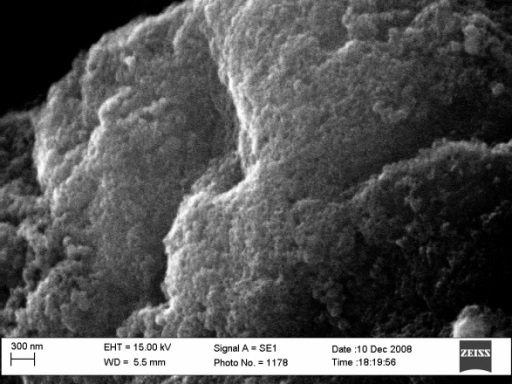 300 nm
EHT = 15.00 kV
Signal A = SE1
Date :10 Dec 2008
ZEISS
WD = 5.5 mm
Photo No. = 1178
Time :18:19:56